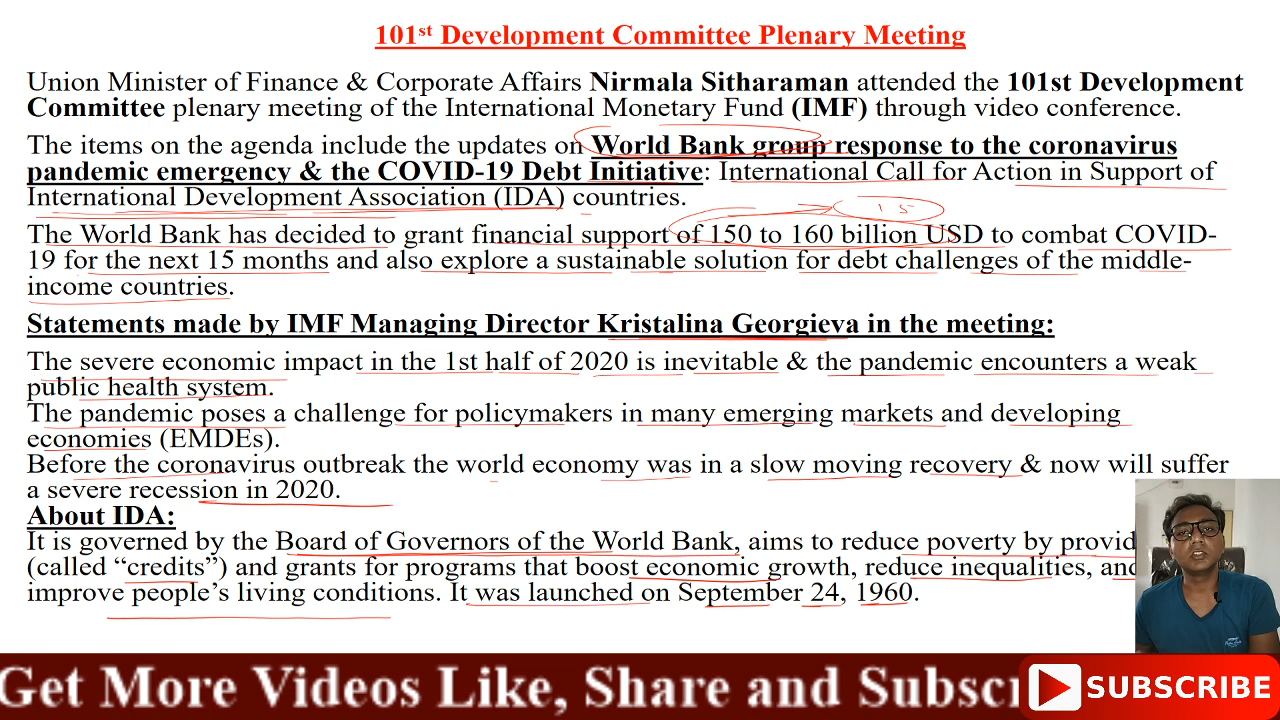 101st Development Committee Plenary Meeting
Union Minister of Finance & Corporate Affairs Nirmala Sitharaman attended the 101st Development
Committee plenary meeting of the International Monetary Fund (IMF) through video conference.
The items on the agenda include the updates on World Bank group response to the coronavirus
pandemic emergency & the COVID-19 Debt Initiative: International Call for Action in Support of
International Development Association (IDA) countries.
15
The World Bank has decided to grant financial support of 150 to 160 billion USD to combat COVID-
19 for the next 15 months and also explore a sustainable solution for debt challenges of the middle-
income countries.
Statements made by IMF Managing Director Kristalina Georgieva in the meeting:
The severe economic impact in the 1st half of 2020 is inevitable & the pandemic encounters a weak
public health system.
The pandemic poses a challenge for policymakers in many emerging markets and developing
economies (EMDEs).
Before the coronavirus outbreak the world economy was in a slow moving recovery & now will suffer
a severe recession in 2020.
About IDA:
It is governed by the Board of Governors of the World Bank, aims to reduce poverty by provid
(called “credits”) and grants for programs that boost economic growth, reduce inequalities, and
improve people’s living conditions. It was launched on September 24, 1960.
Get More Videos Like, Share and Subscr
SUBSCRIBE